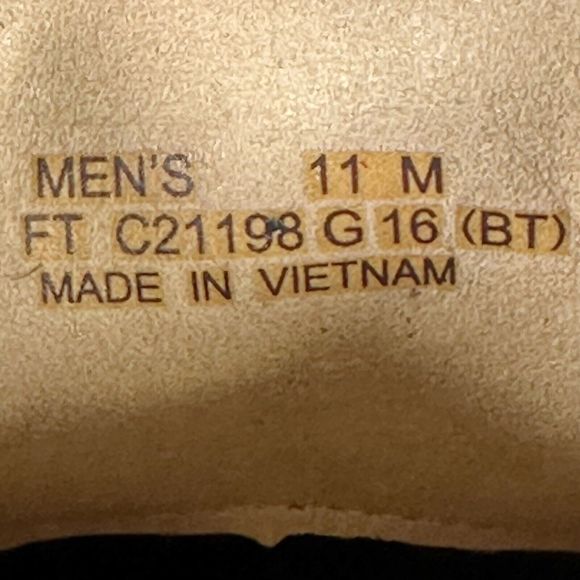 MEN'S 11 M
FT C21198 G 16 (BT)
MADE IN VIETNAM